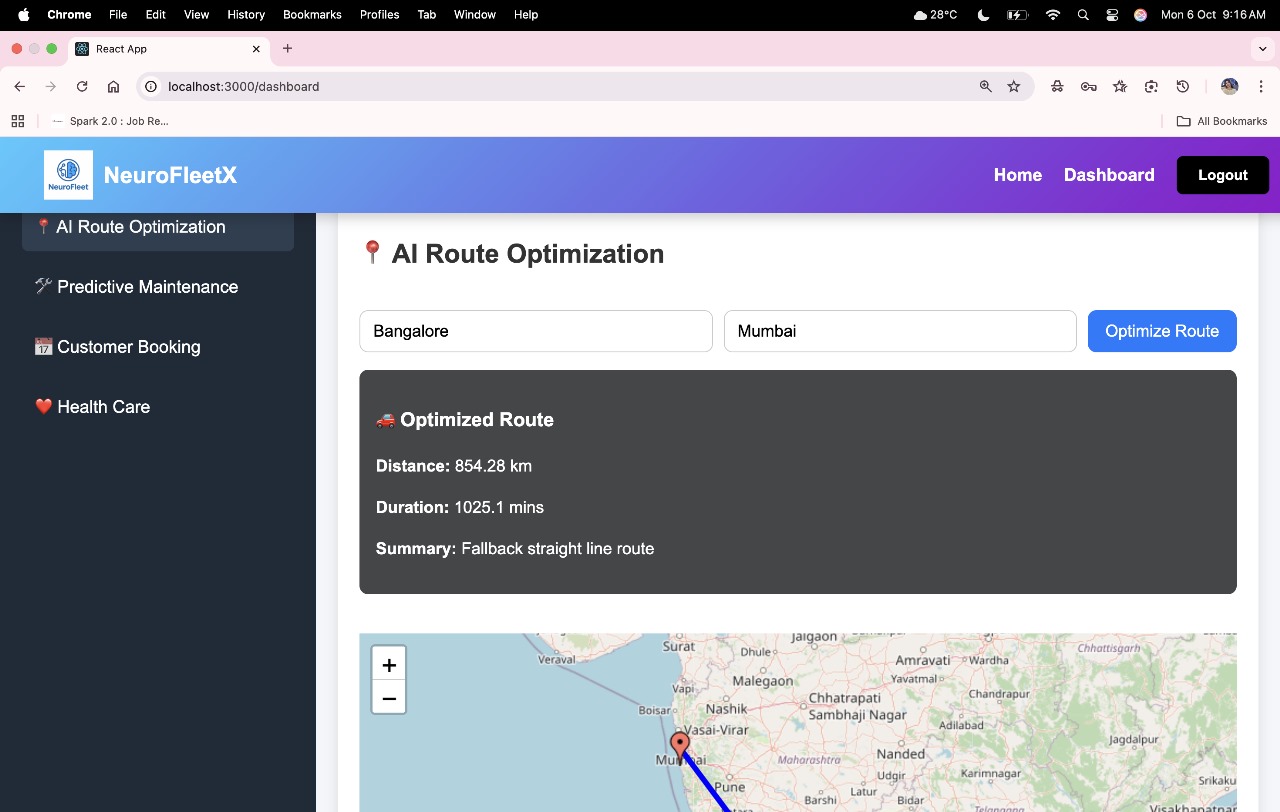 Chrome File Edit View History Bookmarks Profiles Tab Window Help 28°C Mon 6 Oct 9:16 AM
React App
localhost:3000/dashboard
Spark 2.0 : Job Re... All Bookmarks
NeuroFleet NeuroFleetX Home Dashboard Logout
AI Route Optimization
Predictive Maintenance
17 Customer Booking
Health Care
AI Route Optimization
Bangalore Mumbai Optimize Route
Optimized Route
Distance: 854.28 km
Duration: 1025.1 mins
Summary: Fallback straight line route
+
−
Veraval
Surat
Dhule
Jalgaon
Amravati
Wardha
Chhattisgarh
Yavatmal
Malegaon
Vapi
Chandrapur
Chhatrapati
Sambhaji Nagar
Nashik
Boisar
Adilabad
Vasai-Virar
Jagdalpur
Mumbai
Maharashtra
Nanded
Udgir
Karimnagar
Pune
Latur
Srikaku
Barshi
Bidar
Telangana
Visakhapatnam